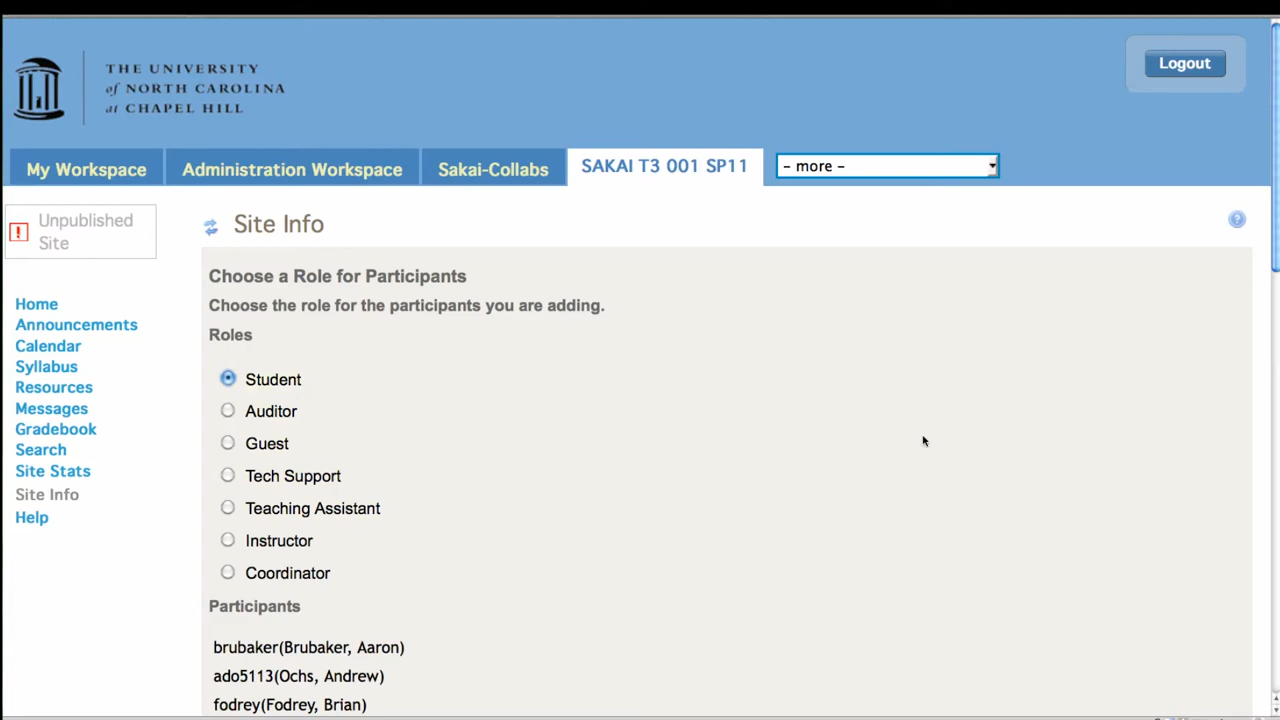 THE UNIVERSITY
of NORTH CAROLINA
at CHAPEL HILL
Logout
My Workspace
Administration Workspace
Sakai-Collabs
SAKAI T3 001 SP11
– more –
Unpublished
Site
Home
Announcements
Calendar
Syllabus
Resources
Messages
Gradebook
Search
Site Stats
Site Info
Help
Site Info
?
Choose a Role for Participants
Choose the role for the participants you are adding.
Roles
Student
Auditor
Guest
Tech Support
Teaching Assistant
Instructor
Coordinator
Participants
brubaker(Brubaker, Aaron)
ado5113(Ochs, Andrew)
fodrey(Fodrey, Brian)